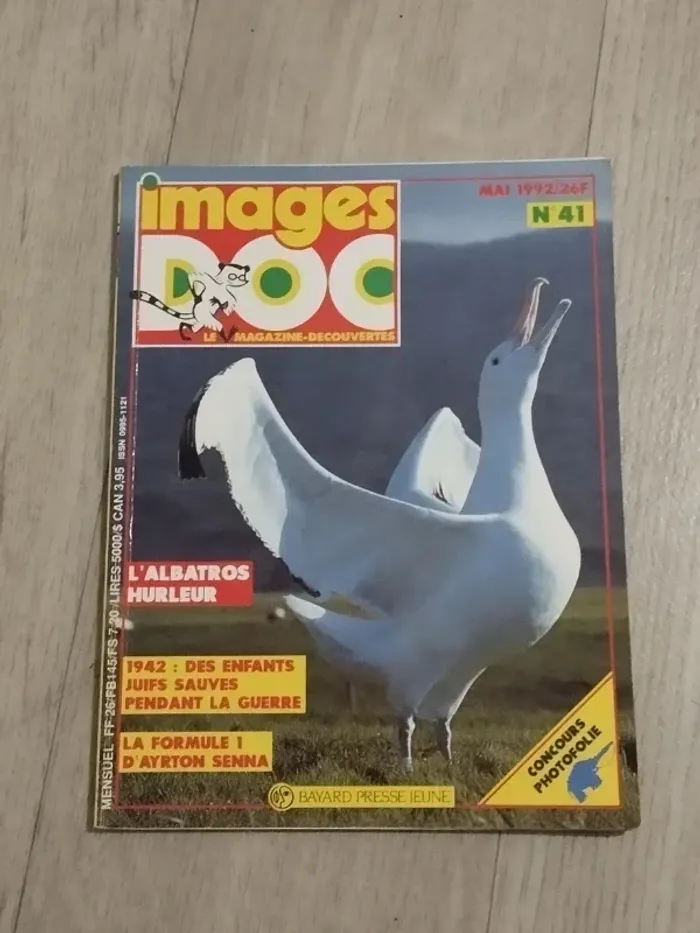 images
DOC
LE MAGAZINE-DECOUVERTES
MAI 1992/26F
N°41
L'ALBATROS
HURLEUR
1942 : DES ENFANTS
JUIFS SAUVES
PENDANT LA GUERRE
LA FORMULE 1
D'AYRTON SENNA
BAYARD PRESSE JEUNE
CONCOURS
PHOTOFOLIE
MENSUEL FF 26/FB145/FS 7,20/LIRES 5000/$ CAN 3,95 ISSN 0995-1121